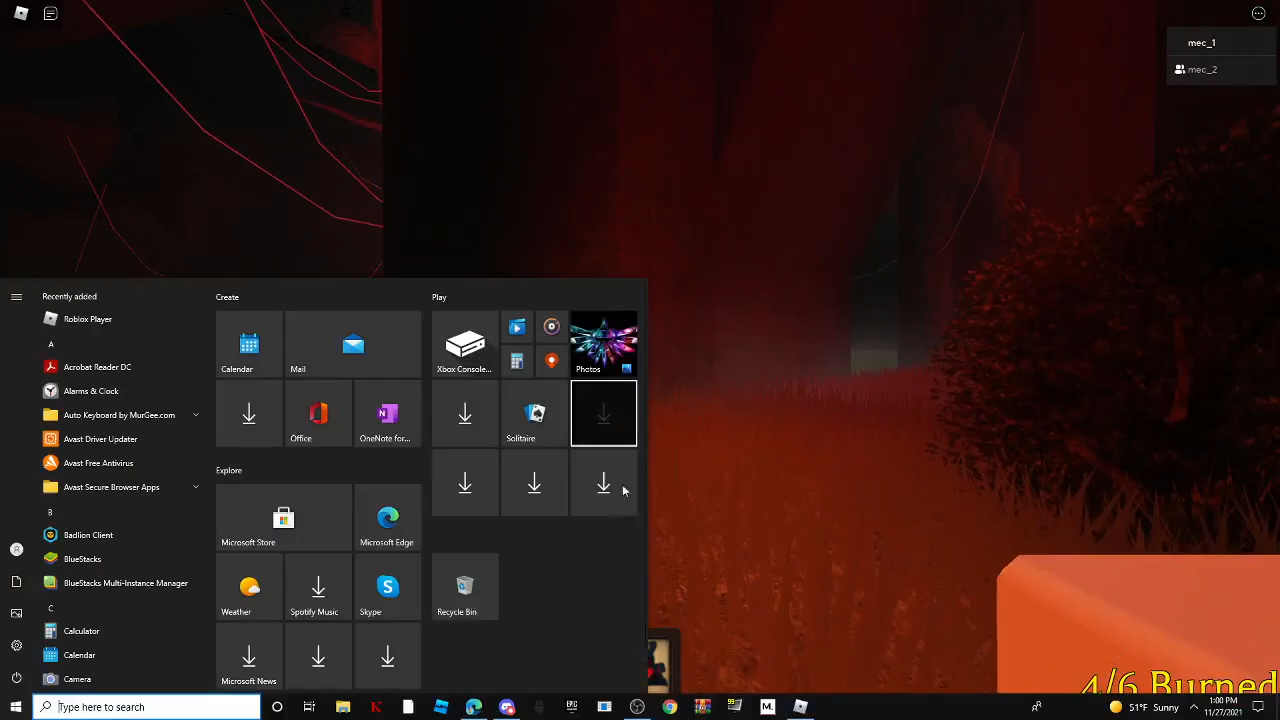 mec_1
mec_2
Recently added
Roblox Player
A
Acrobat Reader DC
Alarms & Clock
Auto Keyboard by MurGee.com
Avast Driver Updater
Avast Free Antivirus
Avast Secure Browser Apps
B
Badlion Client
BlueStacks
BlueStacks Multi-Instance Manager
C
Calculator
Calendar
Camera
Create
Calendar
Mail
Office
OneNote for...
Explore
Microsoft Store
Microsoft Edge
Weather
Spotify Music
Skype
Microsoft News
Play
Xbox Console...
Photos
Solitaire
Recycle Bin
4/6 Burned
Type here to search
EPIC
M.
51°F Sunny
1:00 PM
11/27/2021